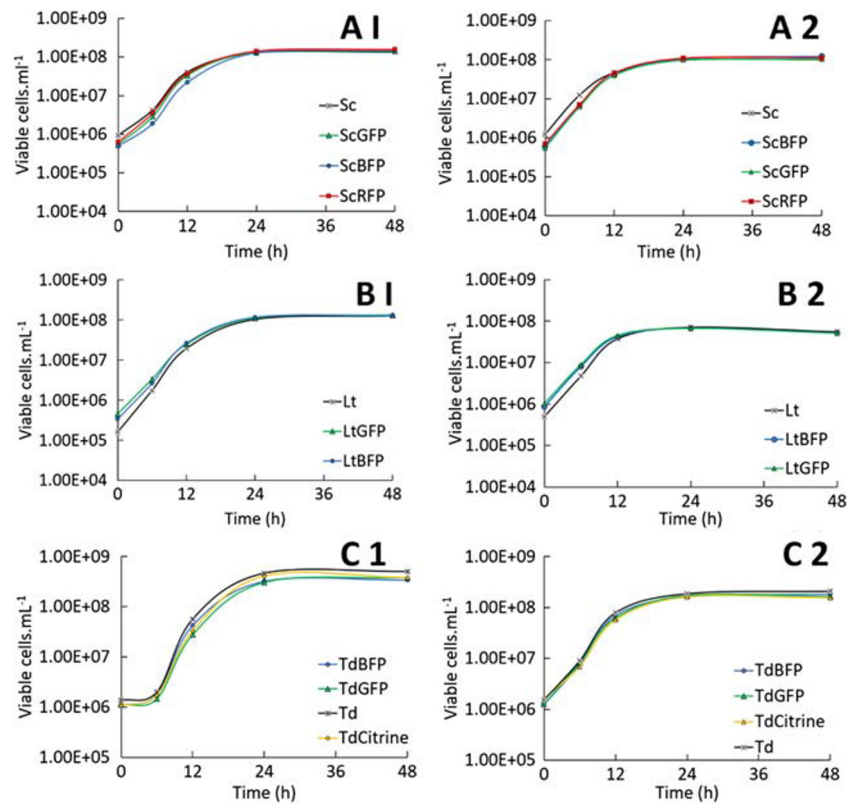 A I
Viable cells.ml-1
1.00E+09
1.00E+08
1.00E+07
1.00E+06
1.00E+05
1.00E+04
Sc
ScGFP
ScBFP
ScRFP
0 12 24 36 48
Time (h)
A 2
Viable cells.mL-1
1.00E+09
1.00E+08
1.00E+07
1.00E+06
1.00E+05
1.00E+04
Sc
ScBFP
ScGFP
ScRFP
0 12 24 36 48
Time (h)
B I
Viable cells.mL-1
1.00E+09
1.00E+08
1.00E+07
1.00E+06
1.00E+05
1.00E+04
Lt
LtGFP
LtBFP
0 12 24 36 48
Time (h)
B 2
Viable cells.mL-1
1.00E+09
1.00E+08
1.00E+07
1.00E+06
1.00E+05
1.00E+04
Lt
LtBFP
LtGFP
0 12 24 36 48
Time (h)
C 1
Viable cells.mL-1
1.00E+09
1.00E+08
1.00E+07
1.00E+06
1.00E+05
TdBFP
TdGFP
Td
TdCitrine
0 12 24 36 48
Time (h)
C 2
Viable cells.mL-1
1.00E+09
1.00E+08
1.00E+07
1.00E+06
1.00E+05
TdBFP
TdGFP
TdCitrine
Td
0 12 24 36 48
Time (h)